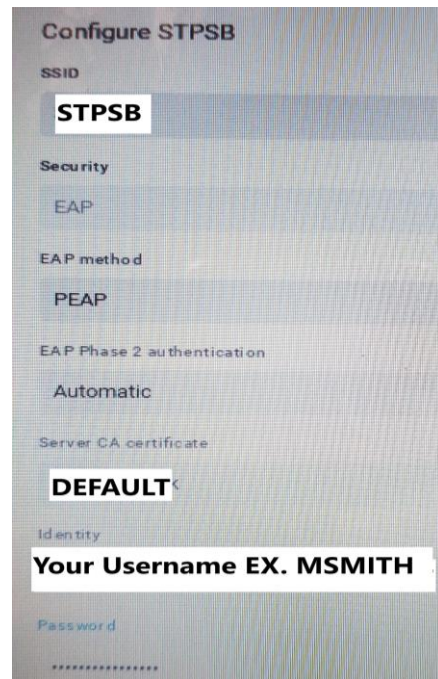 Configure STPSB
SSID
STPSB
Security
EAP
EAP method
PEAP
EAP Phase 2 authentication
Automatic
Server CA certificate
DEFAULT
Identity
Your Username EX. MSMITH
Password
****************